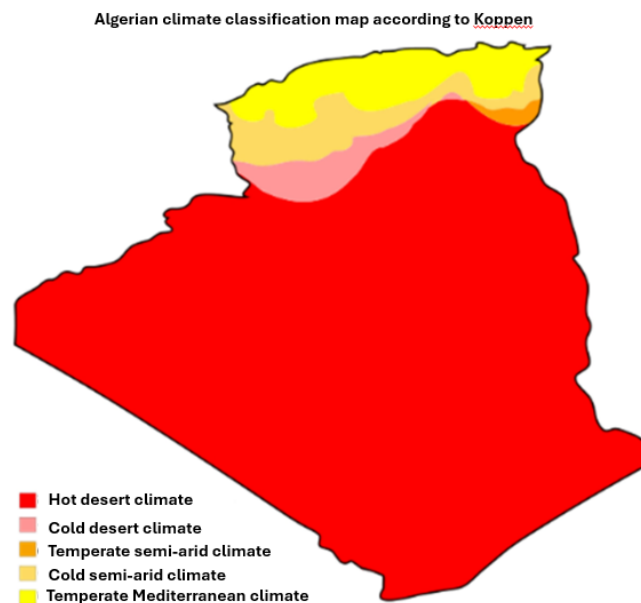 Algerian climate classification map according to Koppen
Hot desert climate
Cold desert climate
Temperate semi-arid climate
Cold semi-arid climate
Temperate Mediterranean climate